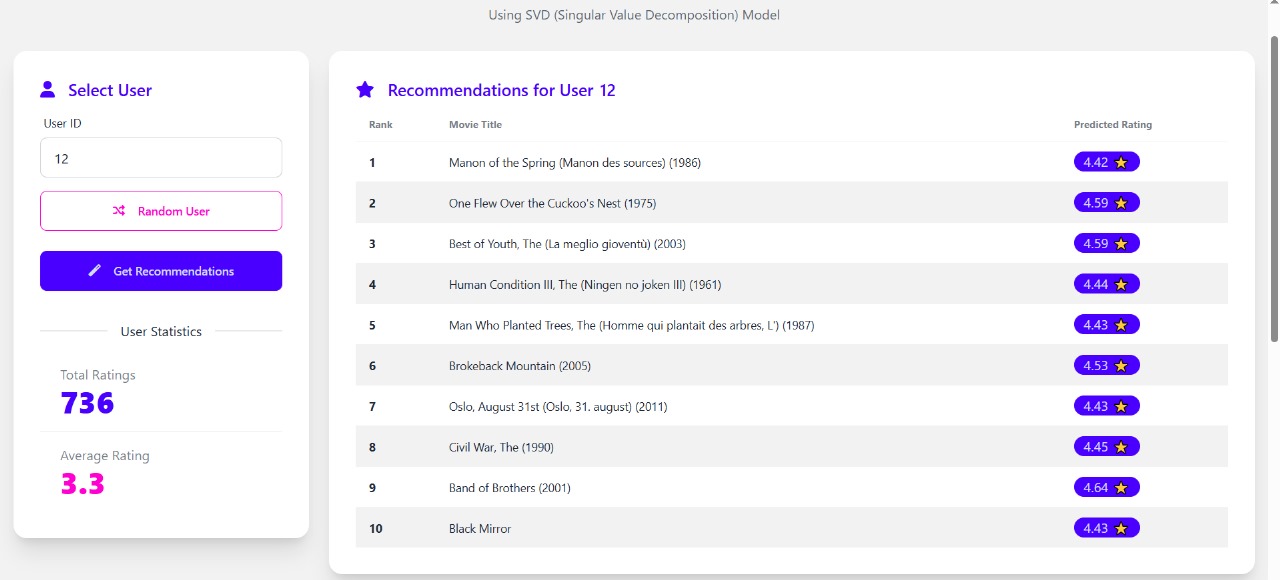 Using SVD (Singular Value Decomposition) Model
Select User
User ID
12
Random User
Get Recommendations
User Statistics
Total Ratings
736
Average Rating
3.3
Recommendations for User 12
Rank Movie Title Predicted Rating
1 Manon of the Spring (Manon des sources) (1986) 4.42
2 One Flew Over the Cuckoo's Nest (1975) 4.59
3 Best of Youth, The (La meglio gioventù) (2003) 4.59
4 Human Condition III, The (Ningen no joken III) (1961) 4.44
5 Man Who Planted Trees, The (Homme qui plantait des arbres, L') (1987) 4.43
6 Brokeback Mountain (2005) 4.53
7 Oslo, August 31st (Oslo, 31. august) (2011) 4.43
8 Civil War, The (1990) 4.45
9 Band of Brothers (2001) 4.64
10 Black Mirror 4.43